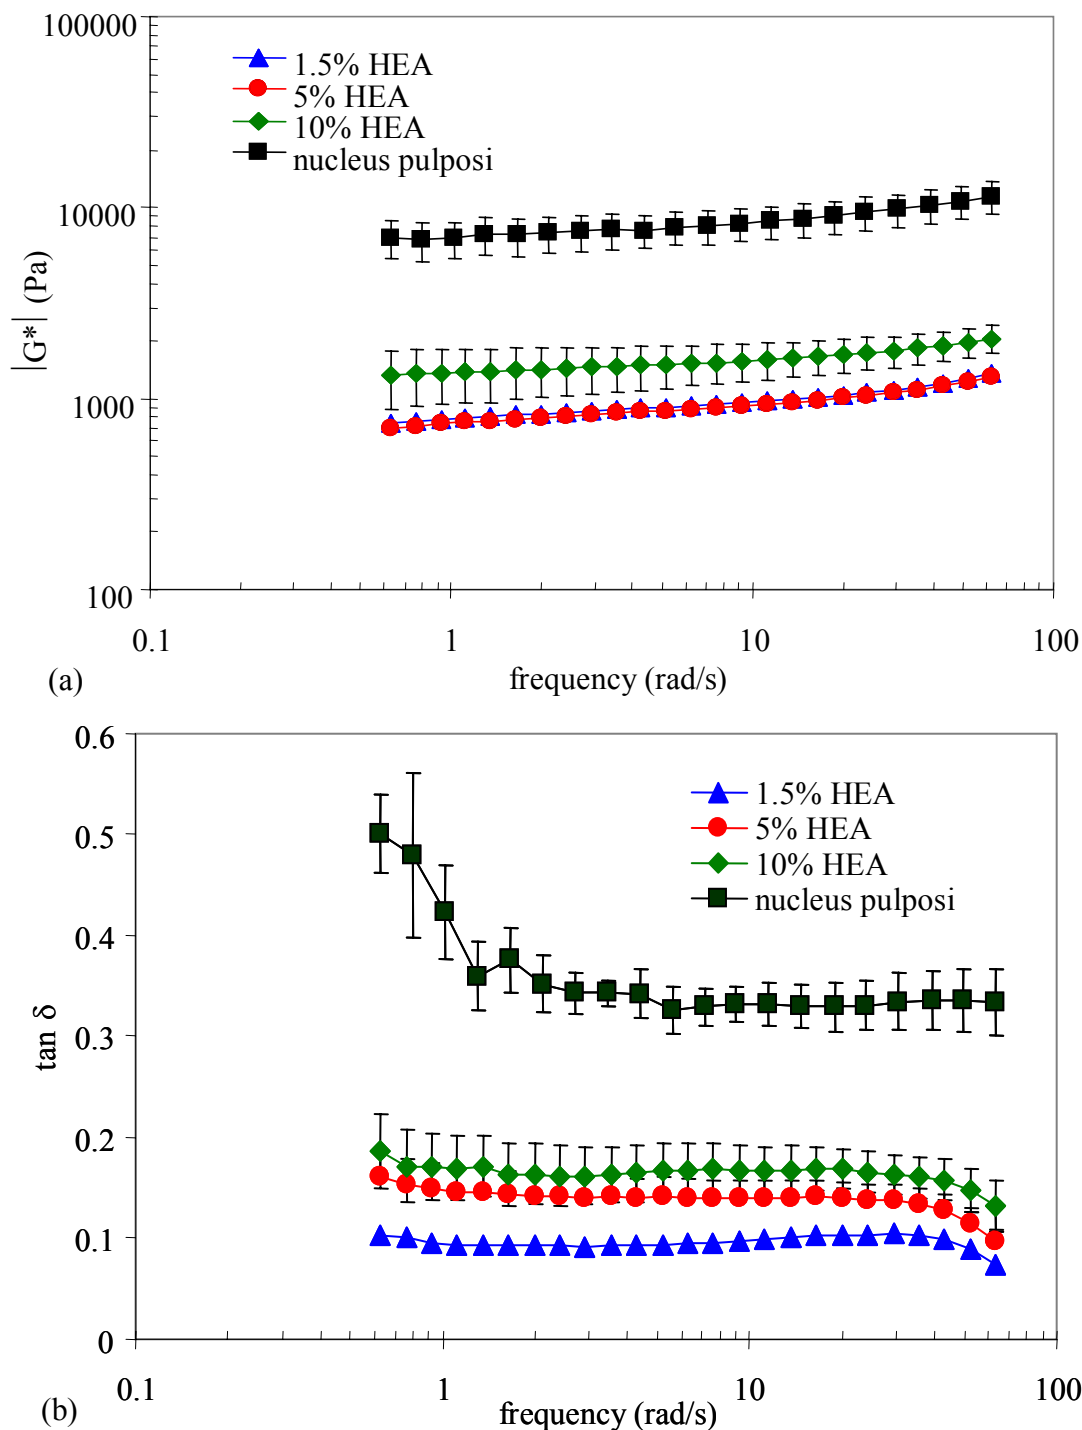 100000
1.5% HEA
5% HEA
10% HEA
nucleus pulposi
10000
|G*| (Pa)
1000
100
0.1 1 10 100
(a)
frequency (rad/s)
0.6
1.5% HEA
5% HEA
10% HEA
nucleus pulposi
0.5
0.4
tan δ
0.3
0.2
0.1
0
0.1 1 10 100
(b)
frequency (rad/s)